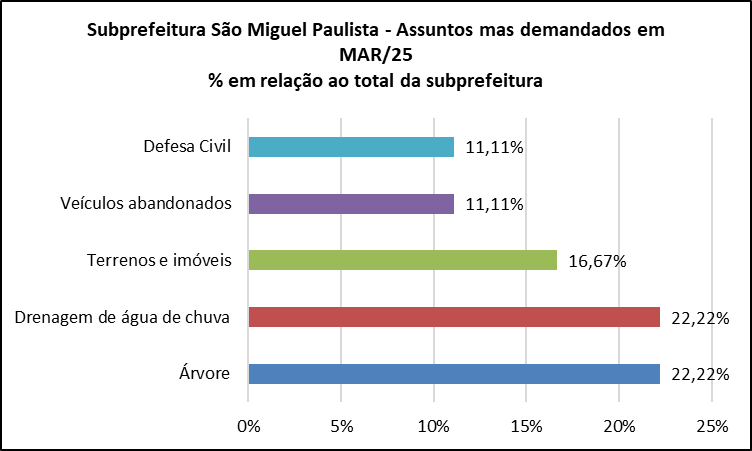 Subprefeitura São Miguel Paulista - Assuntos mas demandados em
MAR/25
% em relação ao total da subprefeitura
Defesa Civil
11,11%
Veículos abandonados
11,11%
Terrenos e imóveis
16,67%
Drenagem de água de chuva
22,22%
Árvore
22,22%
0% 5% 10% 15% 20% 25%